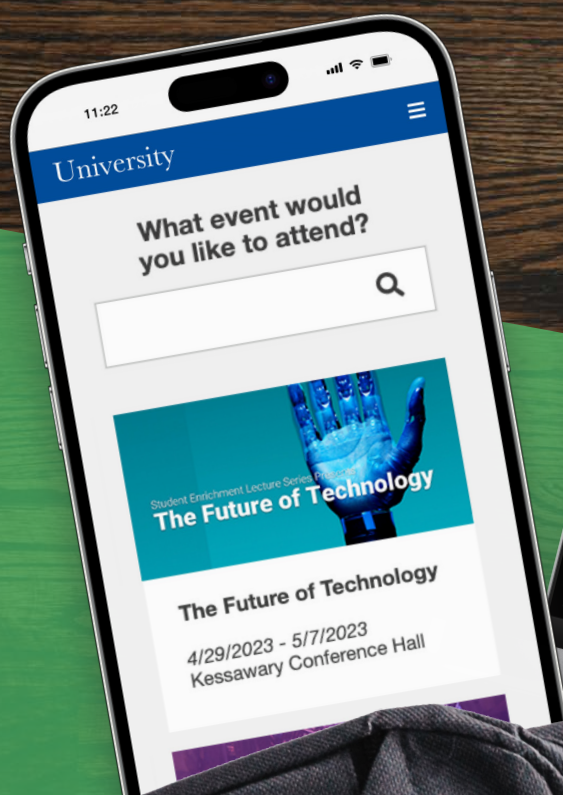 11:22
University
What event would
you like to attend?
Student Enrichment Lecture Series
The Future of Technology
The Future of Technology
4/29/2023 - 5/7/2023
Kessawary Conference Hall